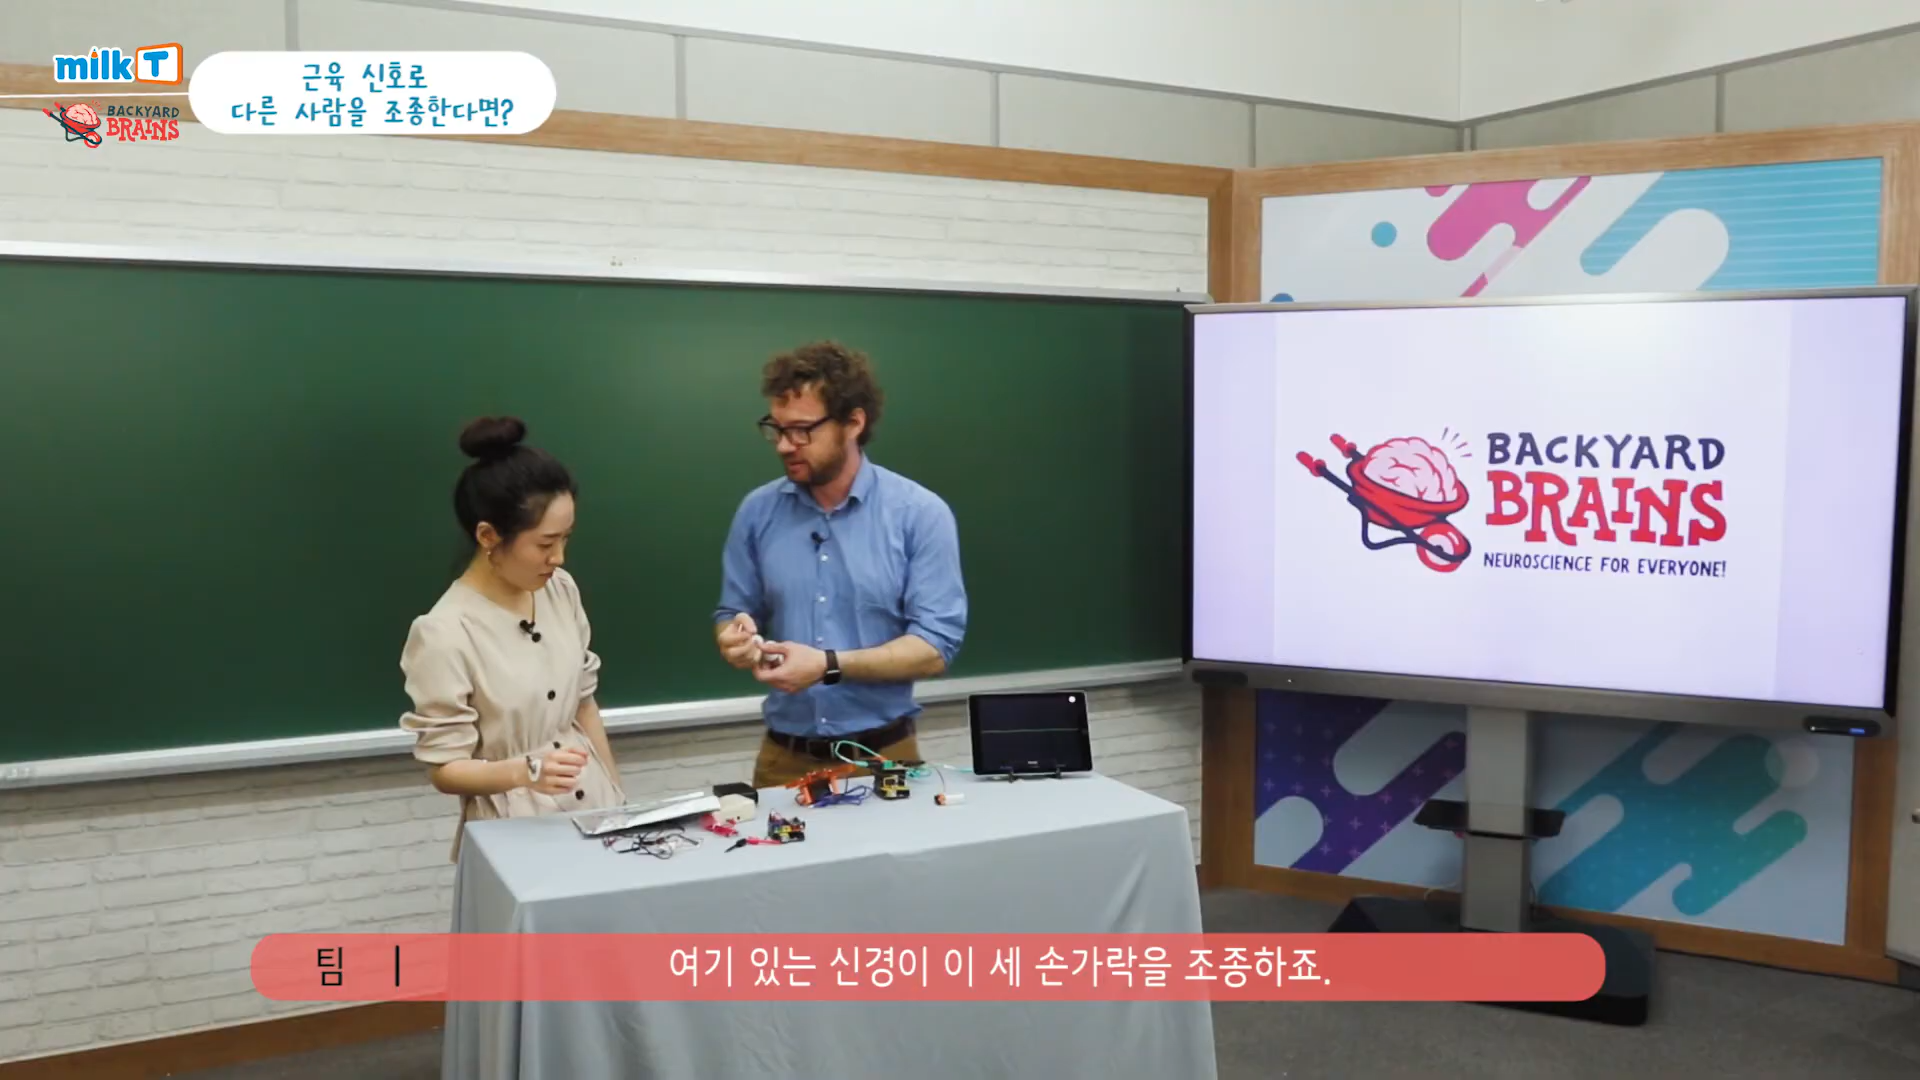 milk T
BACKYARD
BRAINS
근육 신호로
다른 사람을 조종한다면?
BACKYARD
BRAINS
NEUROSCIENCE FOR EVERYONE!
팀 | 여기 있는 신경이 이 세 손가락을 조종하죠.